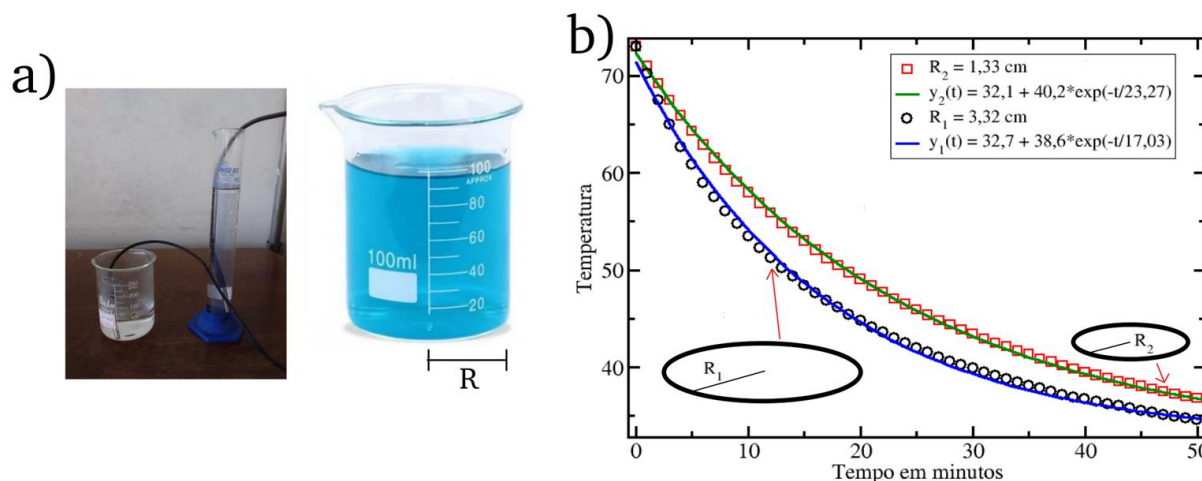 a)
100
APPROX
80
60
40
20
100ml
R
b)
R₂ = 1,33 cm
y₂(t) = 32,1 + 40,2*exp(-t/23,27)
R₁ = 3,32 cm
y₁(t) = 32,7 + 38,6*exp(-t/17,03)
Temperatura
70
60
50
40
R₁
R₂
0 10 20 30 40 50
Tempo em minutos